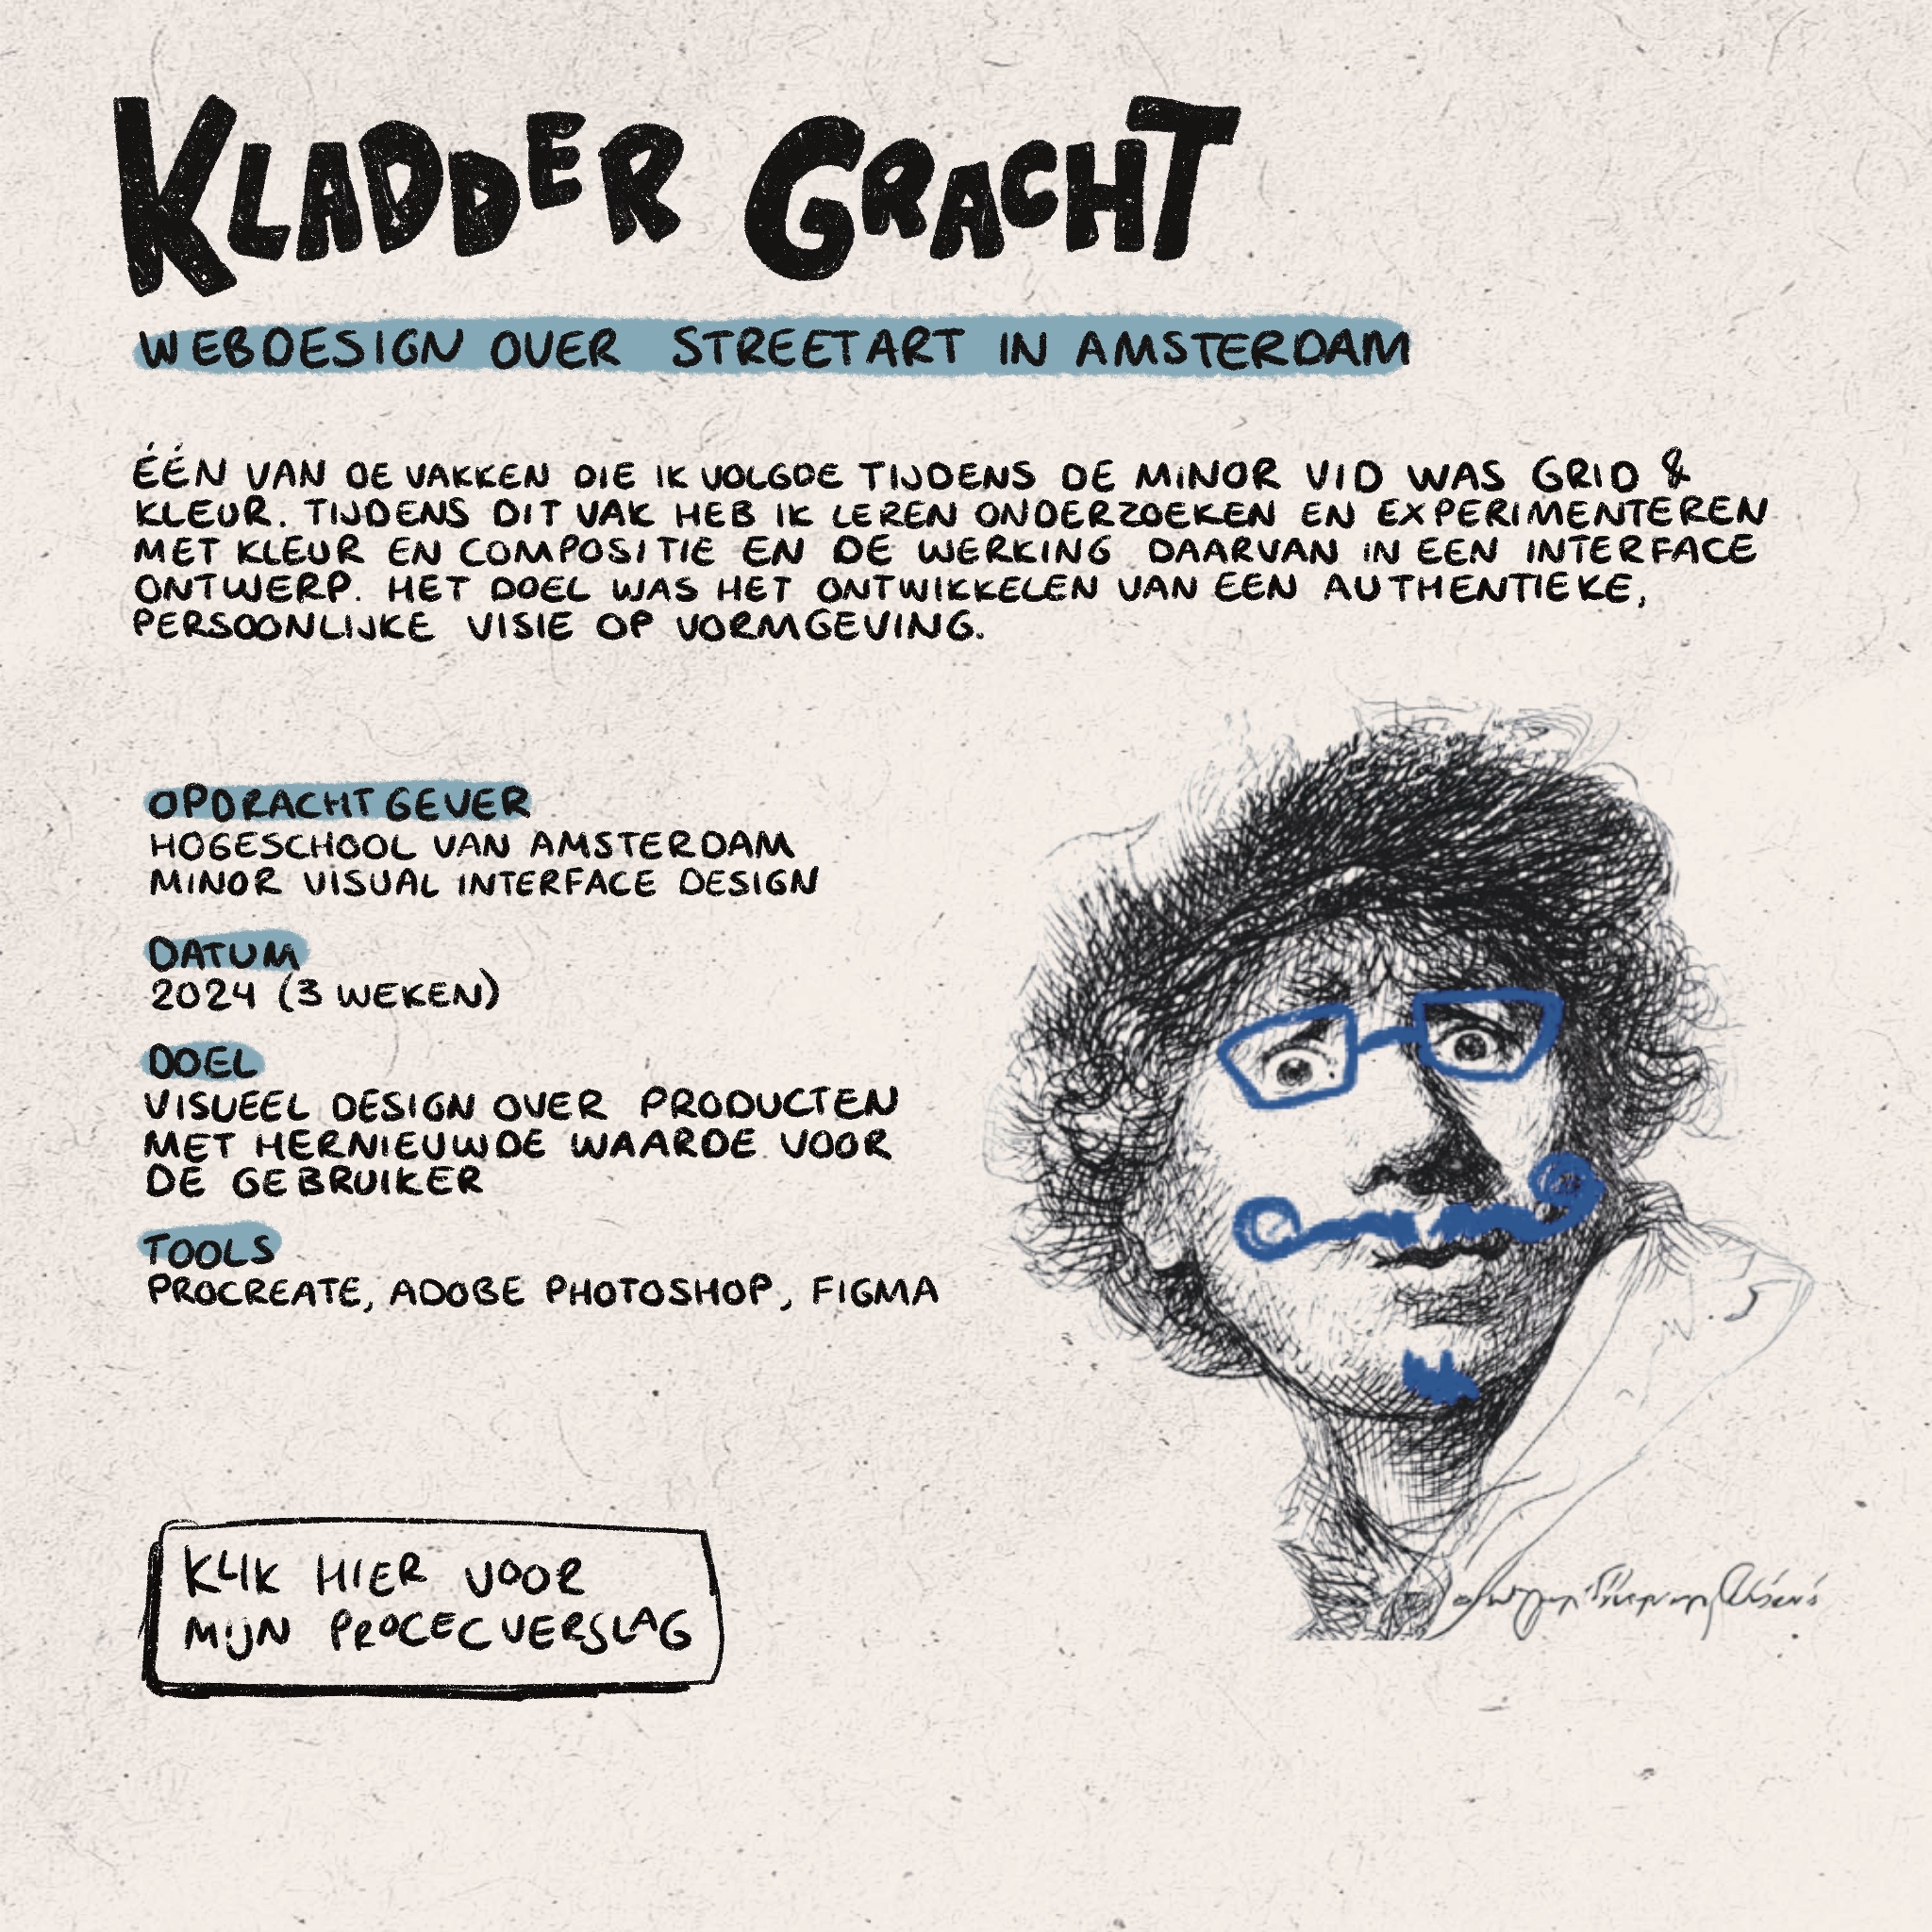 KLADDER GRACHT
WEBDESIGN OVER STREETART IN AMSTERDAM
ÉÉN VAN DE VAKKEN DIE IK VOLGDE TIJDENS DE MINOR VID WAS GRID &
KLEUR. TIJDENS DIT VAK HEB IK LEREN ONDERZOEKEN EN EXPERIMENTEREN
MET KLEUR EN COMPOSITIE EN DE WERKING DAARVAN IN EEN INTERFACE
ONTWERP. HET DOEL WAS HET ONTWIKKELEN VAN EEN AUTHENTIEKE,
PERSOONLIJKE VISIE OP VORMGEVING.
OPDRACHTGEVER
HOGESCHOOL VAN AMSTERDAM
MINOR VISUAL INTERFACE DESIGN
DATUM
2024 (3 WEKEN)
DOEL
VISUEEL DESIGN OVER PRODUCTEN
MET HERNIEUWDE WAARDE VOOR
DE GEBRUIKER
TOOLS
PROCREATE, ADOBE PHOTOSHOP, FIGMA
KLIK HIER VOOR
MIJN PROCECVERSLAG